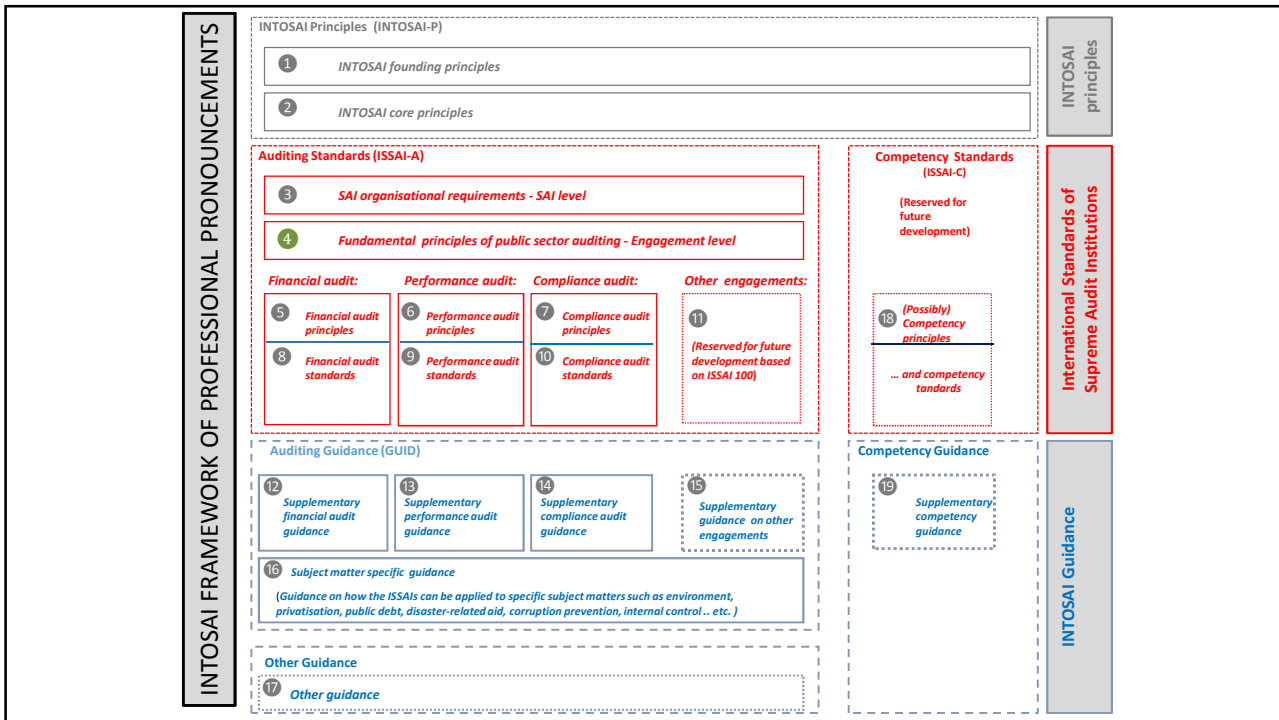 INTOSAI FRAMEWORK OF PROFESSIONAL PRONOUNCEMENTS
INTOSAI Principles (INTOSAI-P)
1 INTOSAI founding principles
2 INTOSAI core principles
INTOSAI
principles
Auditing Standards (ISSAI-A)
3 SAI organisational requirements - SAI level
4 Fundamental principles of public sector auditing - Engagement level
Financial audit:
5 Financial audit
principles
8 Financial audit
standards
Performance audit:
6 Performance audit
principles
9 Performance audit
standards
Compliance audit:
7 Compliance audit
principles
10 Compliance audit
standards
Other engagements:
11
(Reserved for future
development based
on ISSAI 100)
Competency Standards
(ISSAI-C)
(Reserved for
future
development)
18 (Possibly)
Competency
principles
... and competency
tandards
International Standards of
Supreme Audit Institutions
Auditing Guidance (GUID)
12
Supplementary
financial audit
guidance
13
Supplementary
performance audit
guidance
14
Supplementary
compliance audit
guidance
15
Supplementary
guidance on other
engagements
16 Subject matter specific guidance
(Guidance on how the ISSAIs can be applied to specific subject matters such as environment,
privatisation, public debt, disaster-related aid, corruption prevention, internal control .. etc. )
Other Guidance
17 Other guidance
Competency Guidance
19
Supplementary
competency
guidance
INTOSAI Guidance